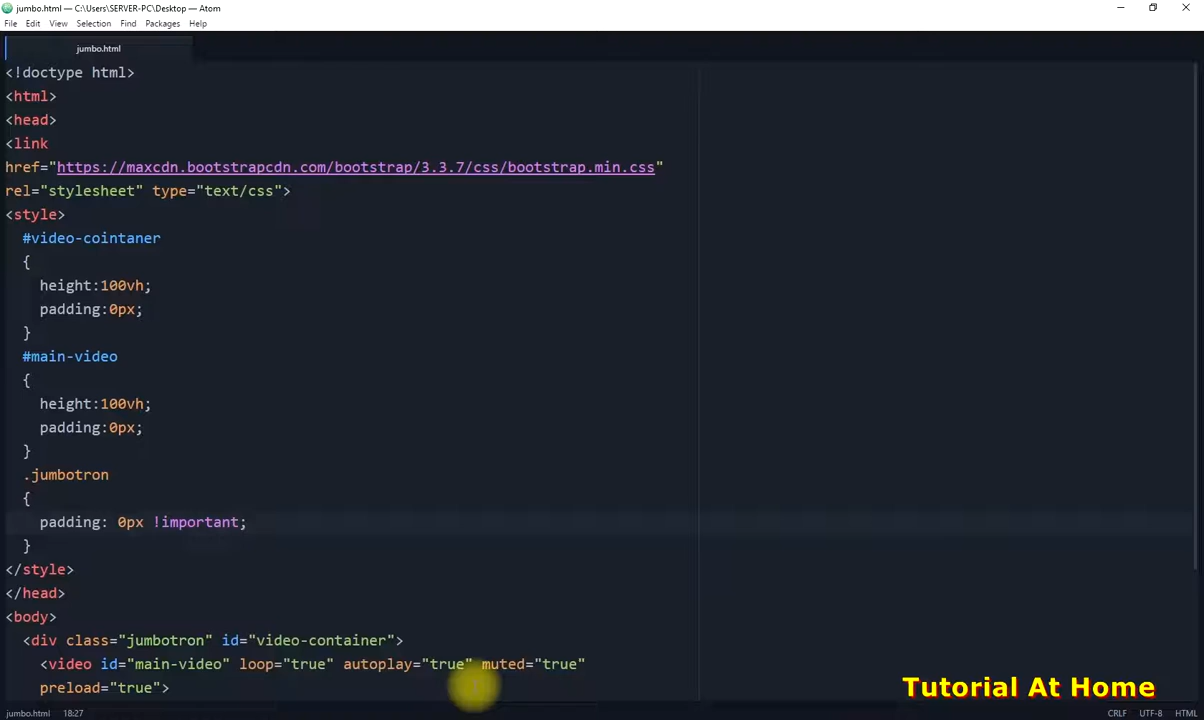 jumbo.html — C:\Users\SERVER-PC\Desktop — Atom
File Edit View Selection Find Packages Help
jumbo.html
<!doctype html>
<html>
<head>
<link
href="https://maxcdn.bootstrapcdn.com/bootstrap/3.3.7/css/bootstrap.min.css"
rel="stylesheet" type="text/css">
<style>
#video-cointaner
{
height:100vh;
padding:0px;
}
#main-video
{
height:100vh;
padding:0px;
}
.jumbotron
{
padding: 0px !important;
}
</style>
</head>
<body>
<div class="jumbotron" id="video-container">
<video id="main-video" loop="true" autoplay="true" muted="true"
preload="true">
Tutorial At Home
jumbo.html 18:27 CRLF UTF-8 HTML